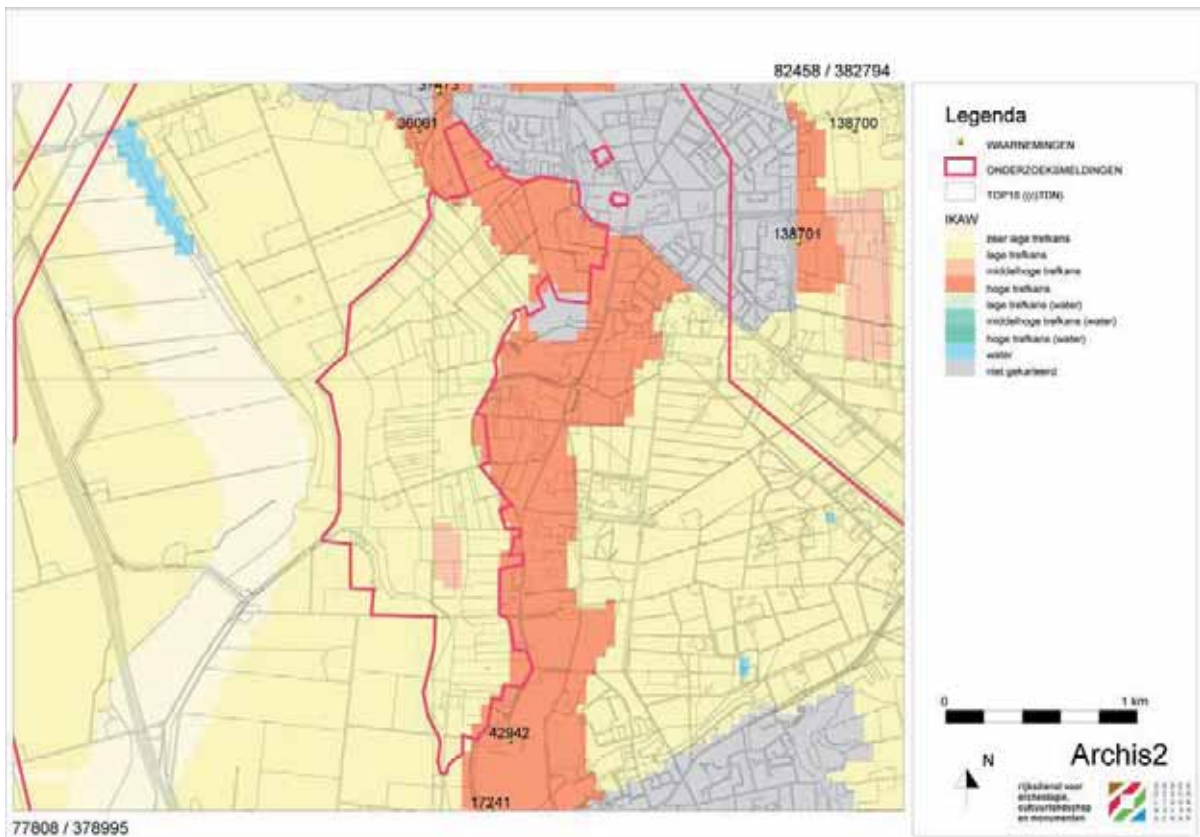 82458 / 382794
37473
36061
138700
138701
42942
17241
77808 / 378995
Legenda
WAARNEMINGEN
ONDERZOEKSMELDINGEN
IKAW
zeer lage trefkans
lage trefkans
middelhoge trefkans
hoge trefkans
lage trefkans (water)
middelhoge trefkans (water)
hoge trefkans (water)
water
niet gekarteerd
0 1 km
N
Archis2
rijksdienst voor
archeologie,
cultuurlandschap
en monumenten